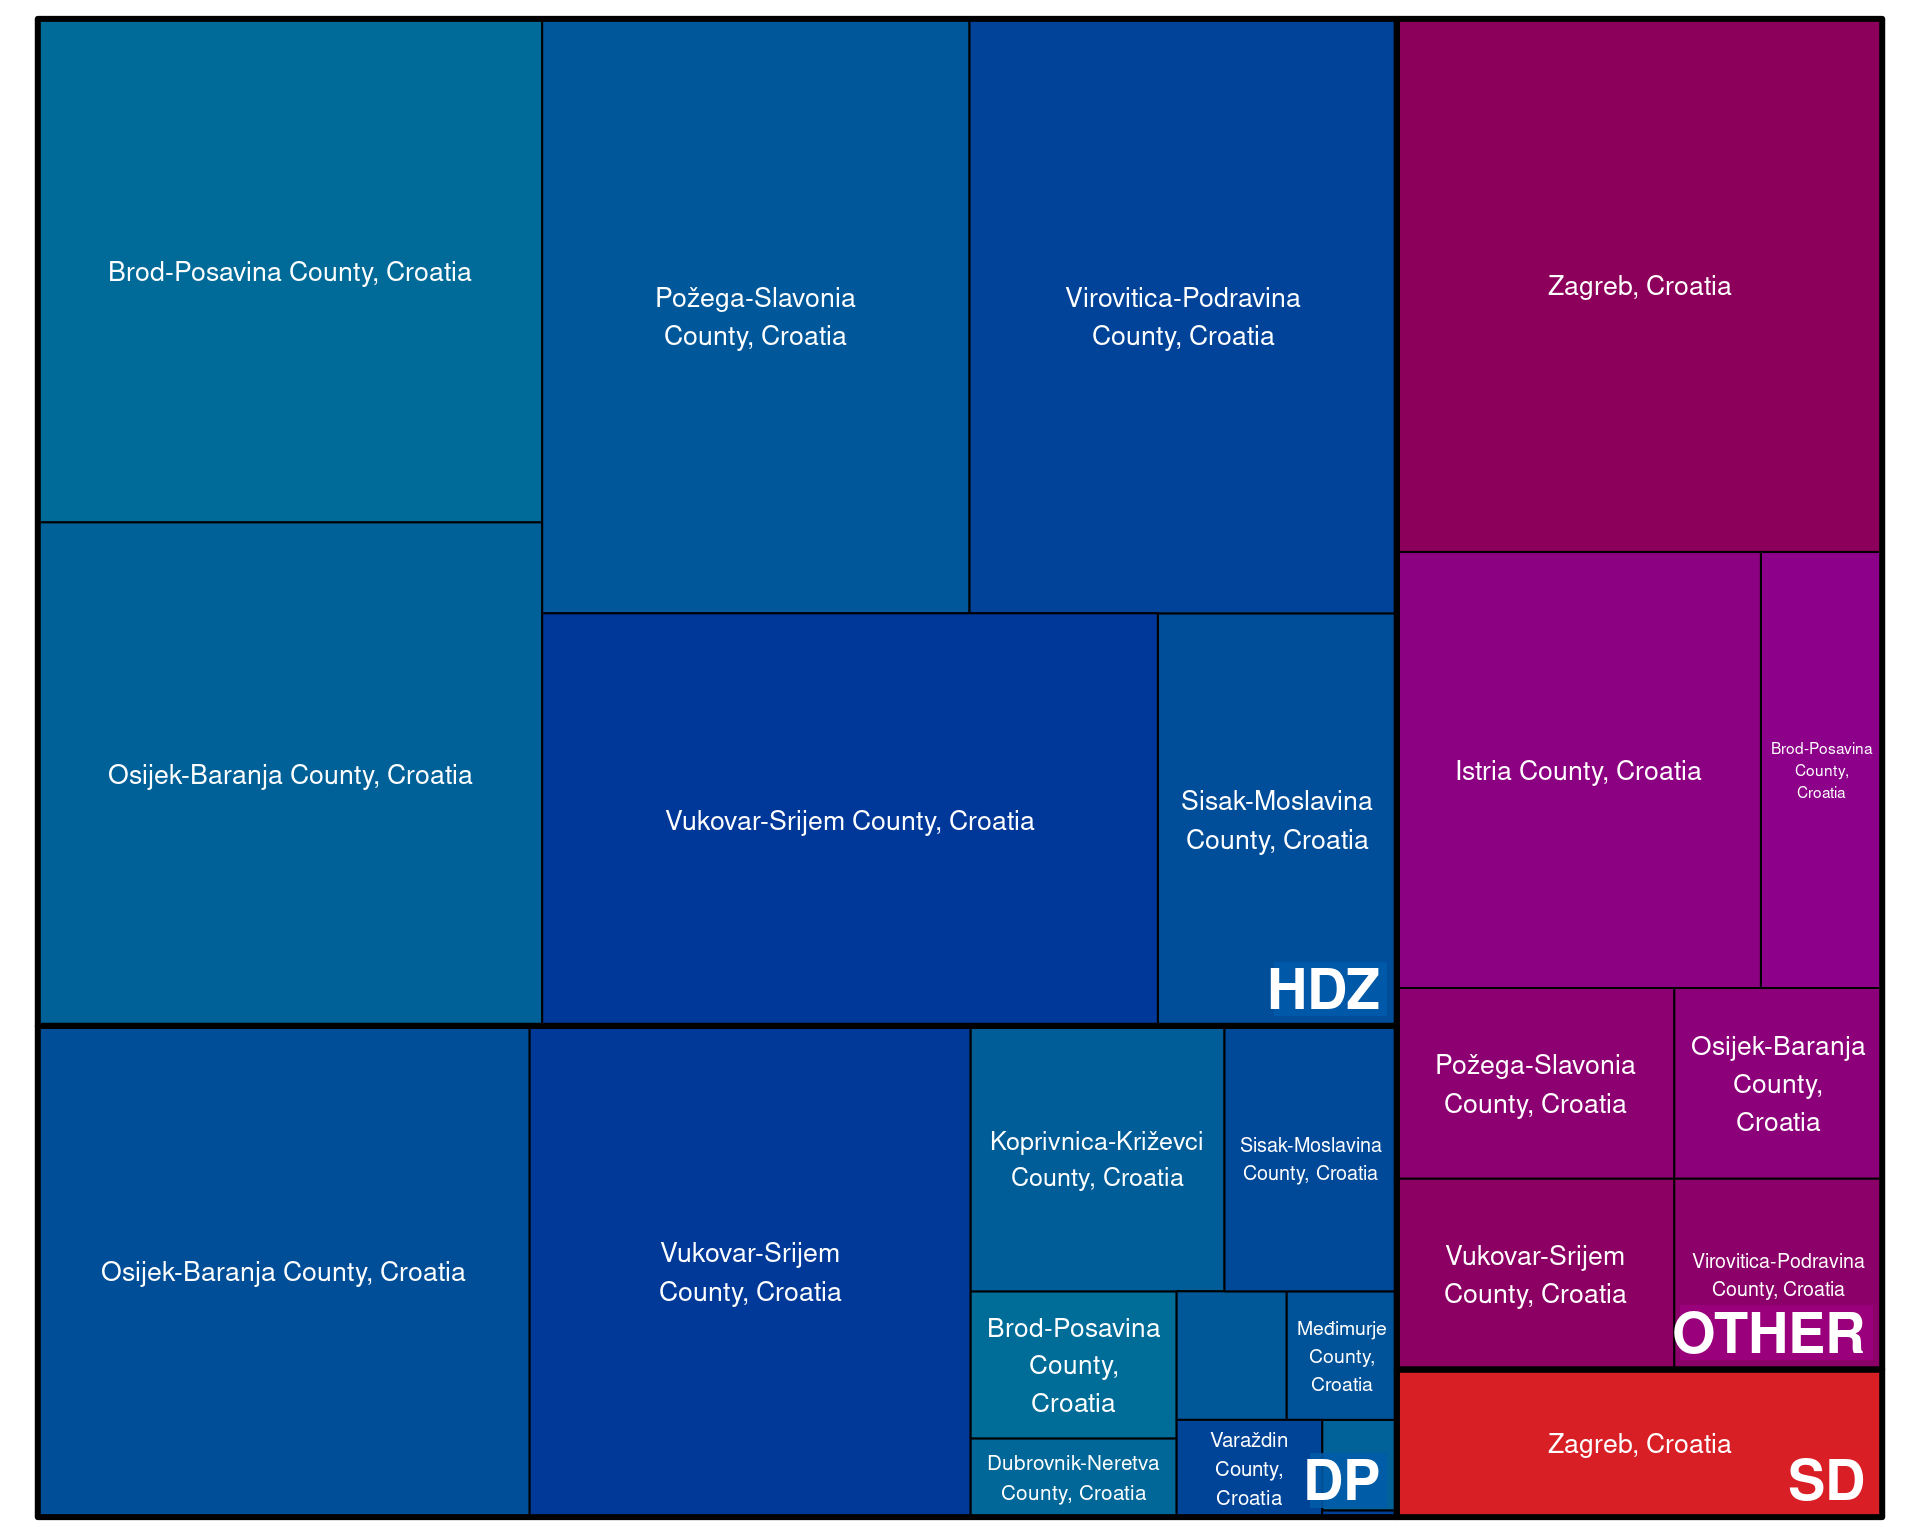 Brod-Posavina County, Croatia
Požega-Slavonia
County, Croatia
Virovitica-Podravina
County, Croatia
Osijek-Baranja County, Croatia
Vukovar-Srijem County, Croatia
Sisak-Moslavina
County, Croatia
HDZ
Osijek-Baranja County, Croatia
Vukovar-Srijem
County, Croatia
Koprivnica-Križevci
County, Croatia
Sisak-Moslavina
County, Croatia
Brod-Posavina
County,
Croatia
Međimurje
County,
Croatia
Dubrovnik-Neretva
County, Croatia
Varaždin
County,
Croatia
DP
Zagreb, Croatia
Istria County, Croatia
Brod-Posavina
County,
Croatia
Požega-Slavonia
County, Croatia
Osijek-Baranja
County,
Croatia
Vukovar-Srijem
County, Croatia
Virovitica-Podravina
County, Croatia
OTHER
Zagreb, Croatia
SD